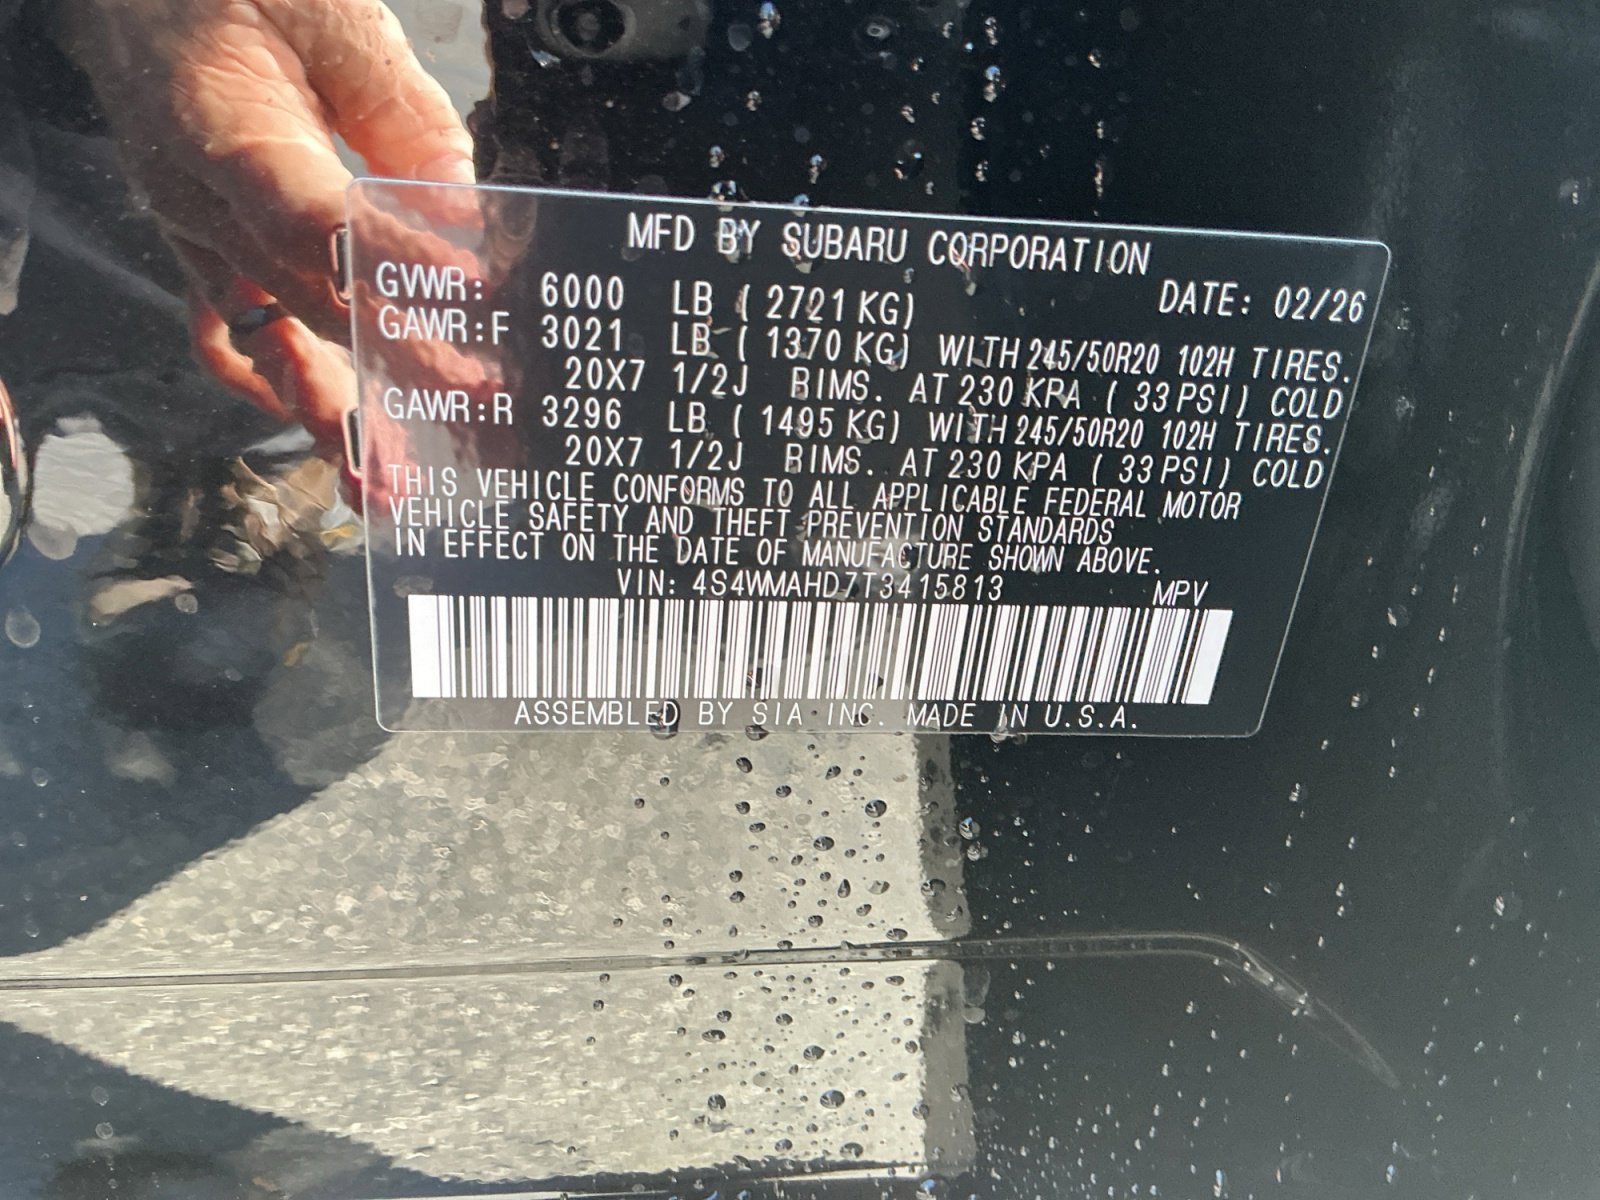 MFD BY SUBARU CORPORATION
GVWR: 6000 LB ( 2721 KG) DATE: 02/26
GAWR:F 3021 LB ( 1370 KG) WITH 245/50R20 102H TIRES.
20X7 1/2J RIMS. AT 230 KPA ( 33 PSI) COLD
GAWR:R 3296 LB ( 1495 KG) WITH 245/50R20 102H TIRES.
20X7 1/2J RIMS. AT 230 KPA ( 33 PSI) COLD
THIS VEHICLE CONFORMS TO ALL APPLICABLE FEDERAL MOTOR
VEHICLE SAFETY AND THEFT PREVENTION STANDARDS
IN EFFECT ON THE DATE OF MANUFACTURE SHOWN ABOVE.
VIN: 4S4WMAHD7T3415813 MPV
ASSEMBLED BY SIA INC. MADE IN U.S.A.